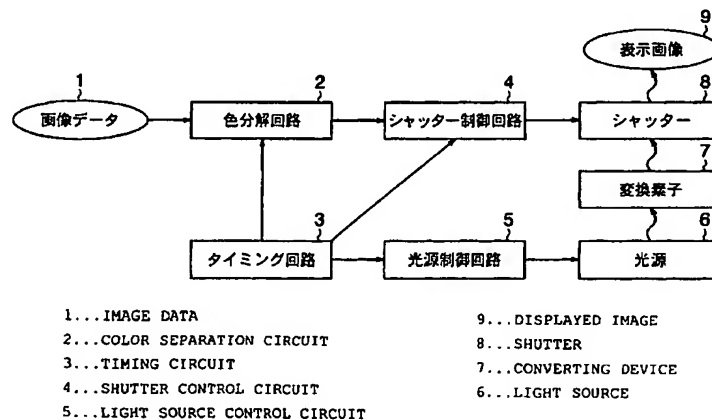 9
表示画像
1
2
4
8
画像データ
色分解回路
シャッター制御回路
シャッター
7
変換素子
3
5
6
タイミング回路
光源制御回路
光源
1...IMAGE DATA
2...COLOR SEPARATION CIRCUIT
3...TIMING CIRCUIT
4...SHUTTER CONTROL CIRCUIT
5...LIGHT SOURCE CONTROL CIRCUIT
9...DISPLAYED IMAGE
8...SHUTTER
7...CONVERTING DEVICE
6...LIGHT SOURCE